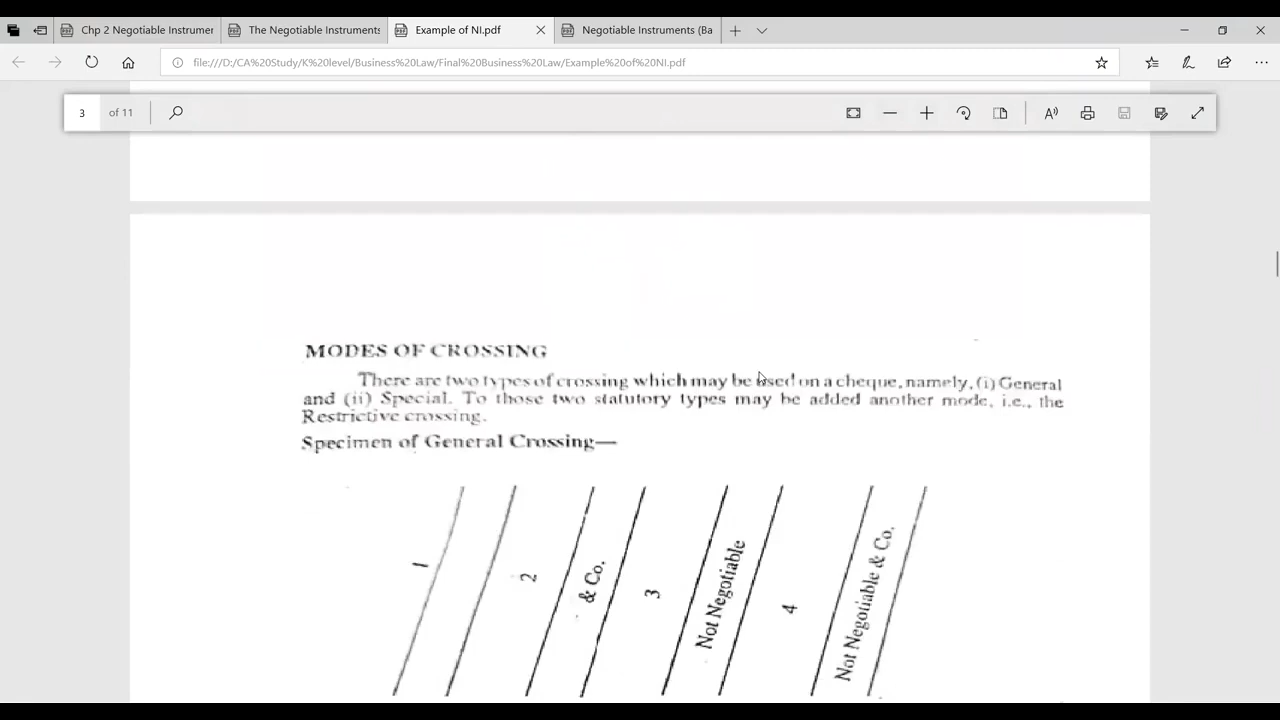 Chp 2 Negotiable Instrumer
The Negotiable Instruments
Example of NI.pdf
Negotiable Instruments (Ba
file:///D:/CA%20Study/K%20level/Business%20Law/Final%20Business%20Law/Example%20of%20NI.pdf
3 of 11
MODES OF CROSSING
There are two types of crossing which may be used on a cheque, namely, (i) General
and (ii) Special. To those two statutory types may be added another mode, i.e., the
Restrictive crossing.
Specimen of General Crossing—
1
2
& Co.
3
Not Negotiable
4
Not Negotiable & Co.